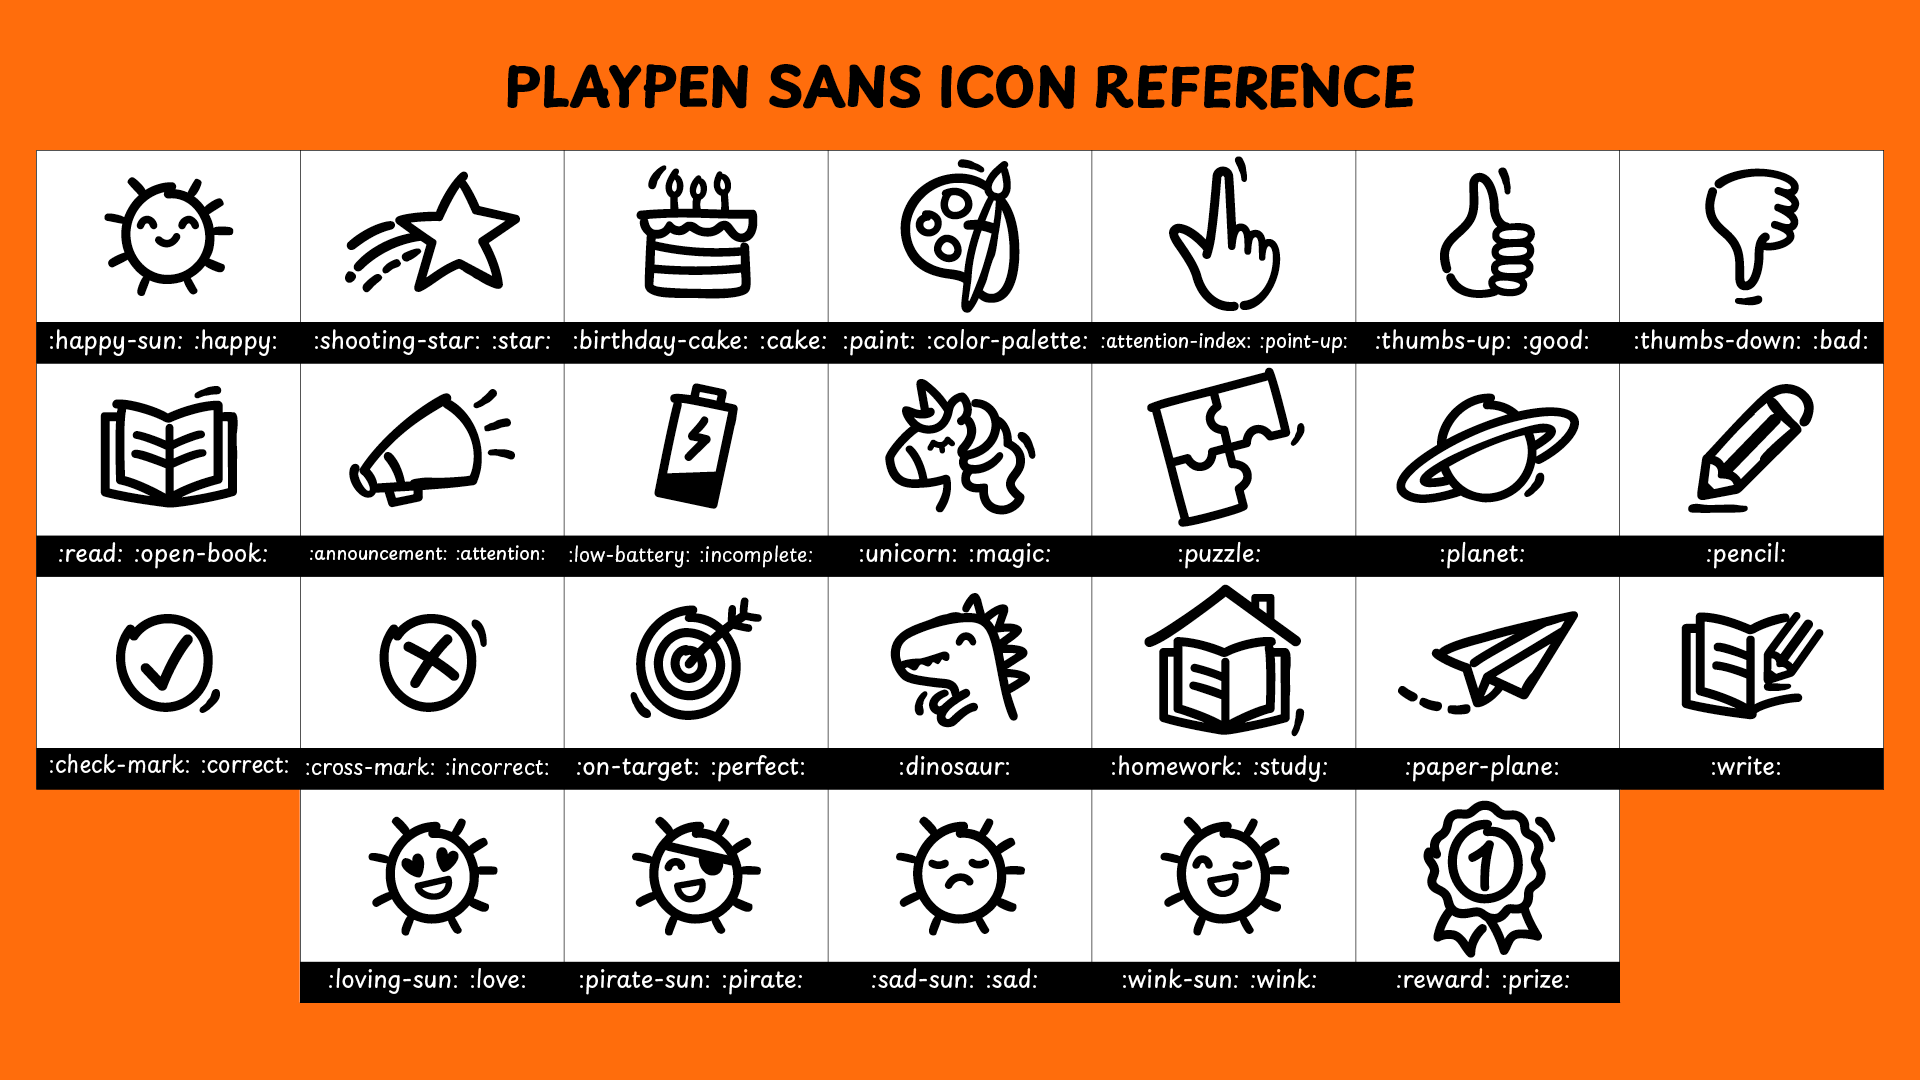 PLAYPEN SANS ICON REFERENCE
:happy-sun: :happy:
:shooting-star: :star:
:birthday-cake: :cake:
:paint: :color-palette:
:attention-index: :point-up:
:thumbs-up: :good:
:thumbs-down: :bad:
:read: :open-book:
:announcement: :attention:
:low-battery: :incomplete:
:unicorn: :magic:
:puzzle:
:planet:
:pencil:
:check-mark: :correct:
:cross-mark: :incorrect:
:on-target: :perfect:
:dinosaur:
:homework: :study:
:paper-plane:
:write:
1
:loving-sun: :love:
:pirate-sun: :pirate:
:sad-sun: :sad:
:wink-sun: :wink:
:reward: :prize: